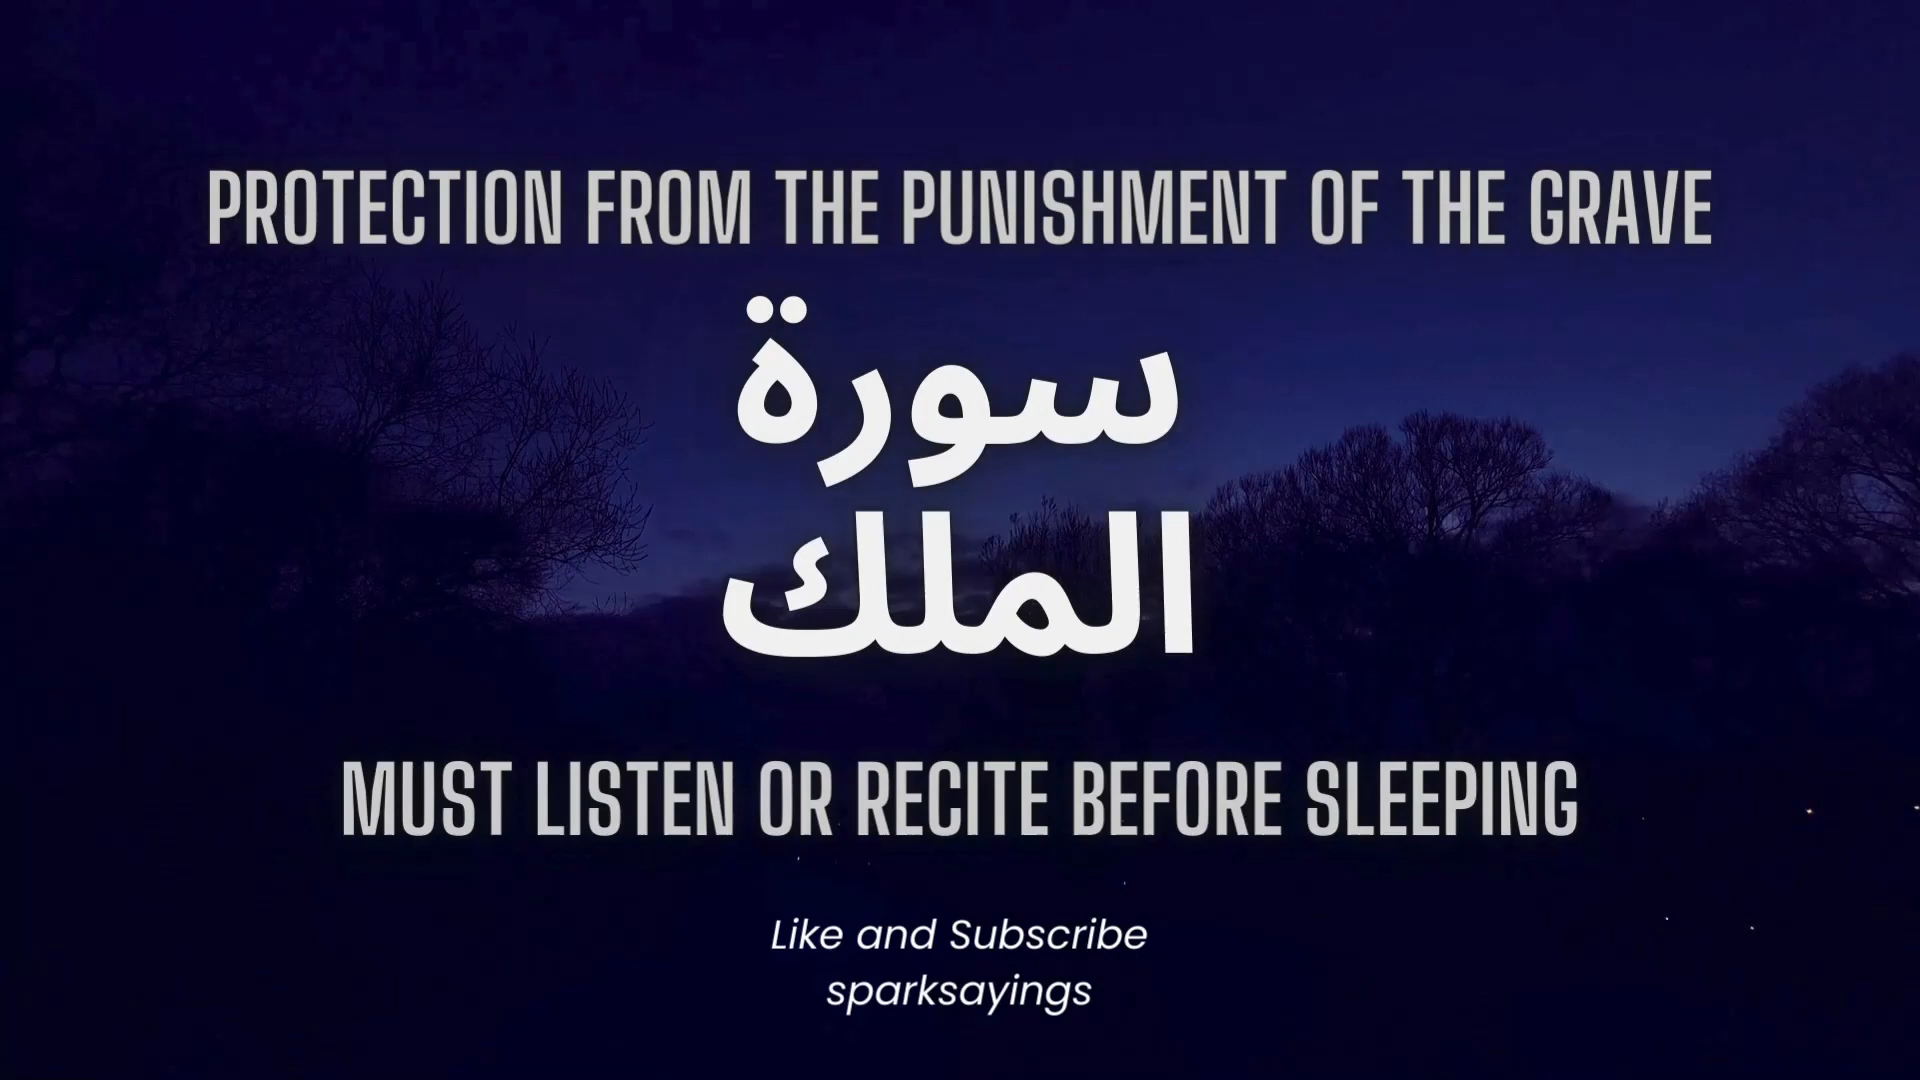 PROTECTION FROM THE PUNISHMENT OF THE GRAVE
سورة
الملك
MUST LISTEN OR RECITE BEFORE SLEEPING
Like and Subscribe
sparksayings